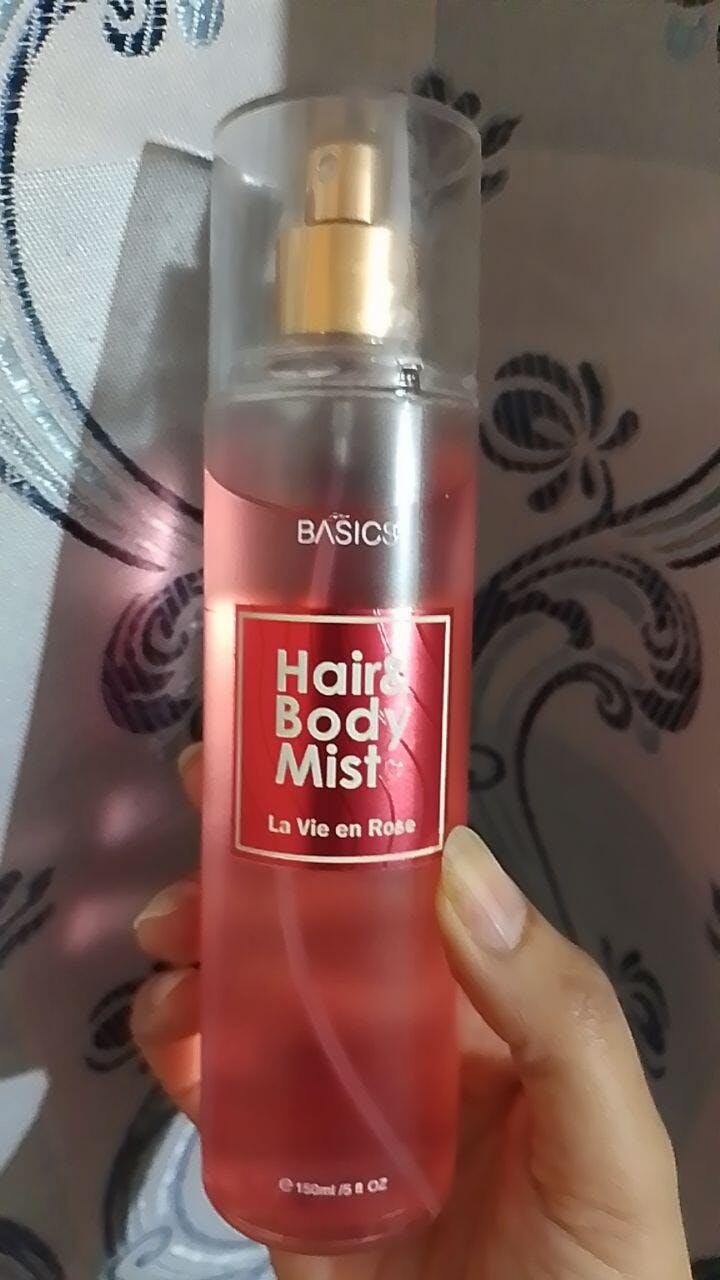 BASICS
Hair&
Body
Mist
La Vie en Rose
℮ 150ml /5 fl oz